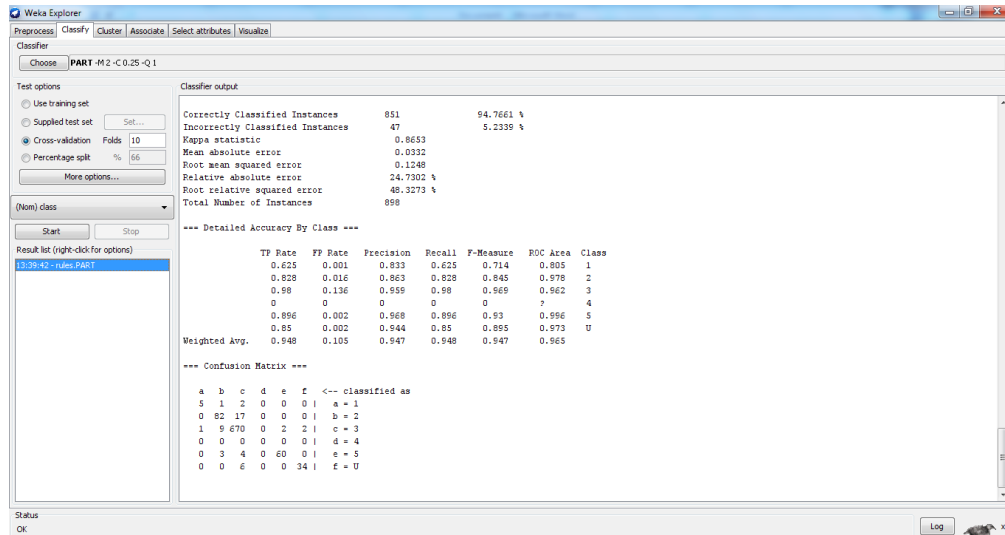 Weka Explorer
Preprocess Classify Cluster Associate Select attributes Visualize
Classifier
Choose PART -M 2 -C 0.25 -Q 1
Test options
Use training set
Supplied test set Set...
Cross-validation Folds 10
Percentage split % 66
More options...
(Nom) class
Start Stop
Result list (right-click for options)
13:39:42 - rules.PART
Classifier output
Correctly Classified Instances 851 94.7661 %
Incorrectly Classified Instances 47 5.2339 %
Kappa statistic 0.8653
Mean absolute error 0.0332
Root mean squared error 0.1248
Relative absolute error 24.7302 %
Root relative squared error 48.3273 %
Total Number of Instances 898
=== Detailed Accuracy By Class ===
TP Rate FP Rate Precision Recall F-Measure ROC Area Class
0.625 0.001 0.833 0.625 0.714 0.805 1
0.828 0.016 0.863 0.828 0.845 0.978 2
0.98 0.136 0.959 0.98 0.969 0.962 3
0 0 0 0 0 ? 4
0.896 0.002 0.968 0.896 0.93 0.996 5
0.85 0.002 0.944 0.85 0.895 0.973 U
Weighted Avg. 0.948 0.105 0.947 0.948 0.947 0.965
=== Confusion Matrix ===
a b c d e f <-- classified as
5 1 2 0 0 0 | a = 1
0 82 17 0 0 0 | b = 2
1 9 670 0 2 2 | c = 3
0 0 0 0 0 0 | d = 4
0 3 4 0 60 0 | e = 5
0 0 6 0 0 34 | f = U
Status
OK
Log
x